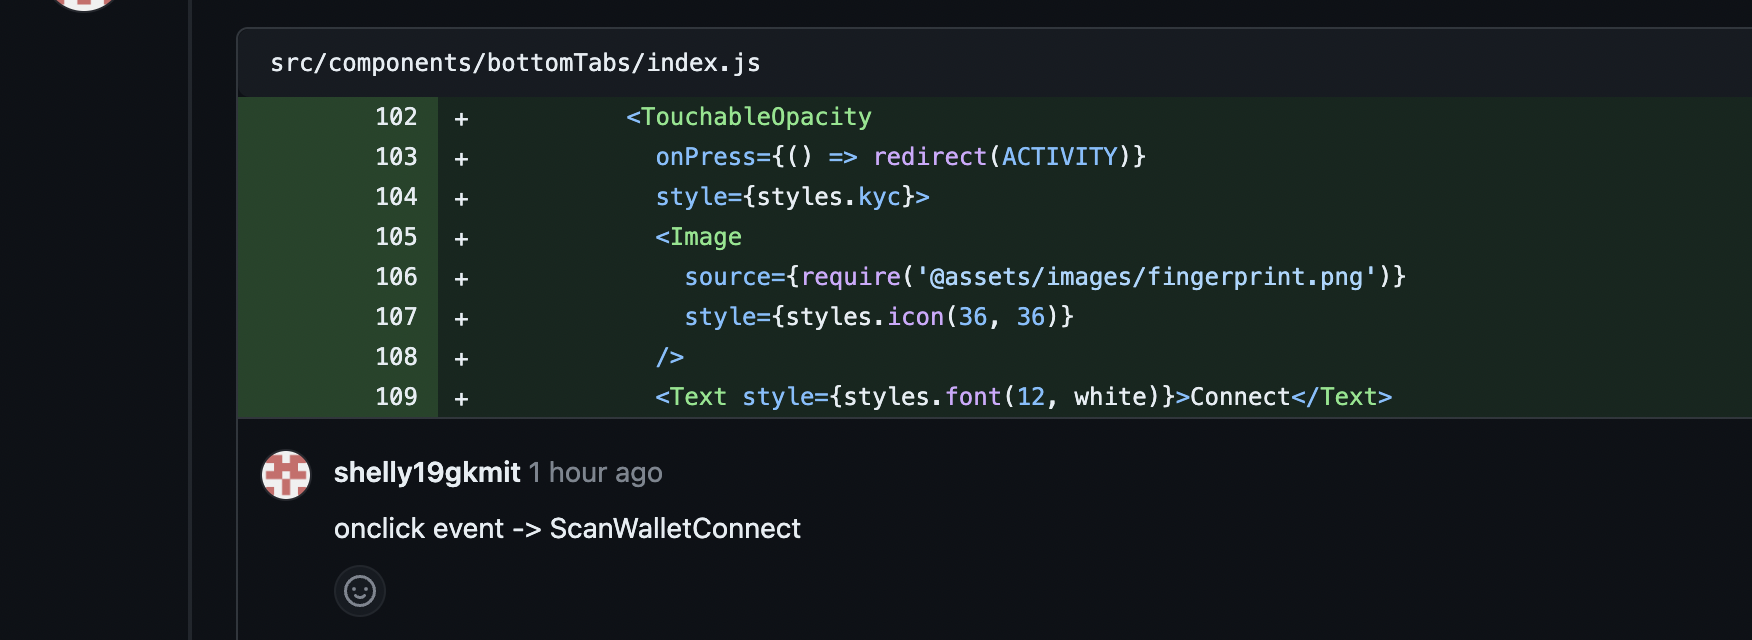 src/components/bottomTabs/index.js
102 + <TouchableOpacity
103 + onPress={() => redirect(ACTIVITY)}
104 + style={styles.kyc}>
105 + <Image
106 + source={require('@assets/images/fingerprint.png')}
107 + style={styles.icon(36, 36)}
108 + />
109 + <Text style={styles.font(12, white)}>Connect</Text>
shelly19gkmit 1 hour ago
onclick event -> ScanWalletConnect